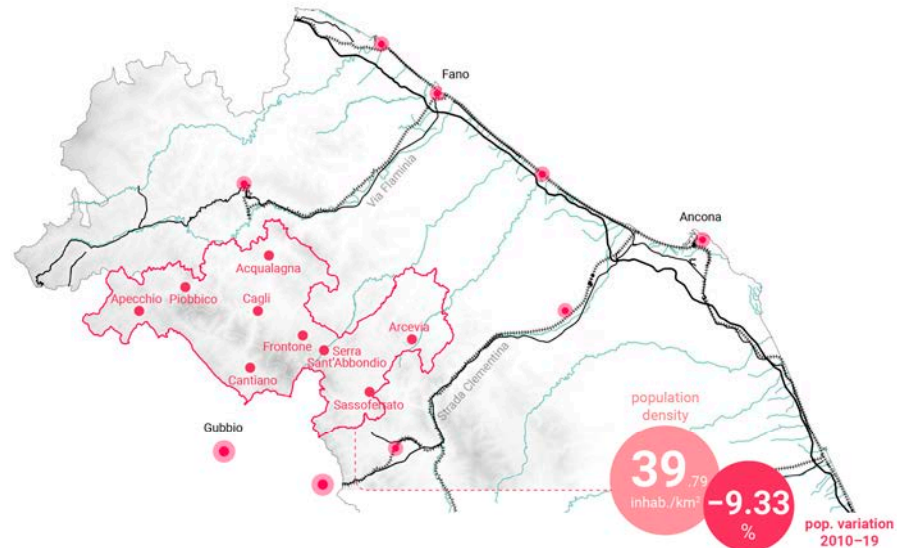 Fano
Via Flaminia
Ancona
Acqualagna
Apecchio
Piobbico
Cagli
Arcevia
Frontone
Serra
Sant'Abbondio
Cantiano
Sassoferrato
Strada Clementina
Gubbio
population
density
39.79
inhab./km²
−9.33
%
pop. variation
2010–19